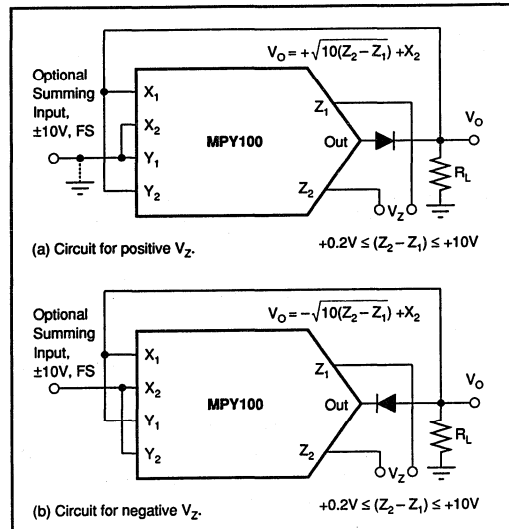 V_O = +√10(Z_2 – Z_1) + X_2
Optional
Summing
Input,
±10V, FS
X_1
X_2
Y_1
Y_2
MPY100
Z_1
Out
Z_2
V_O
R_L
V_Z
+0.2V ≤ (Z_2 – Z_1) ≤ +10V
(a) Circuit for positive V_Z.
V_O = –√10(Z_2 – Z_1) + X_2
Optional
Summing
Input,
±10V, FS
X_1
X_2
Y_1
Y_2
MPY100
Z_1
Out
Z_2
V_O
R_L
V_Z
+0.2V ≤ (Z_2 – Z_1) ≤ +10V
(b) Circuit for negative V_Z.